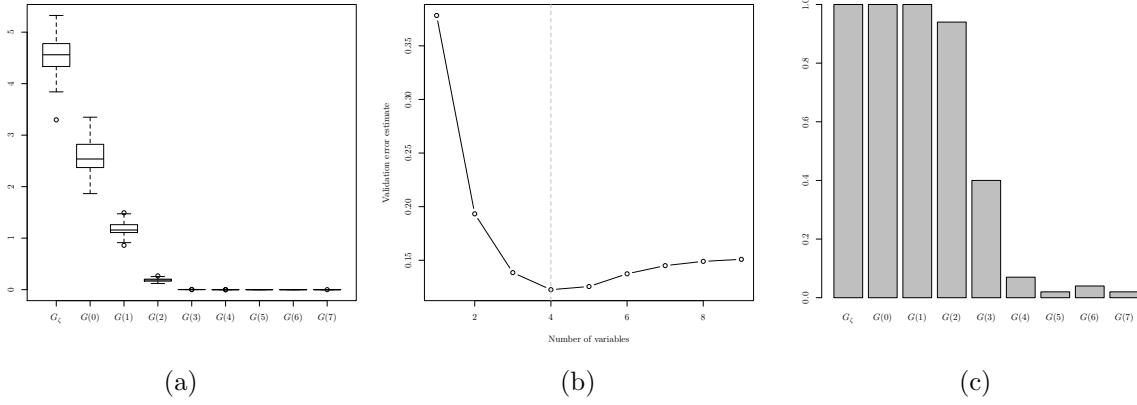 0 1 2 3 4 5
G_ζ G(0) G(1) G(2) G(3) G(4) G(5) G(6) G(7)
(a)
Validation error estimate
0.15 0.20 0.25 0.30 0.35
2 4 6 8
Number of variables
(b)
0.0 0.2 0.4 0.6 0.8 1.0
G_ζ G(0) G(1) G(2) G(3) G(4) G(5) G(6) G(7)
(c)